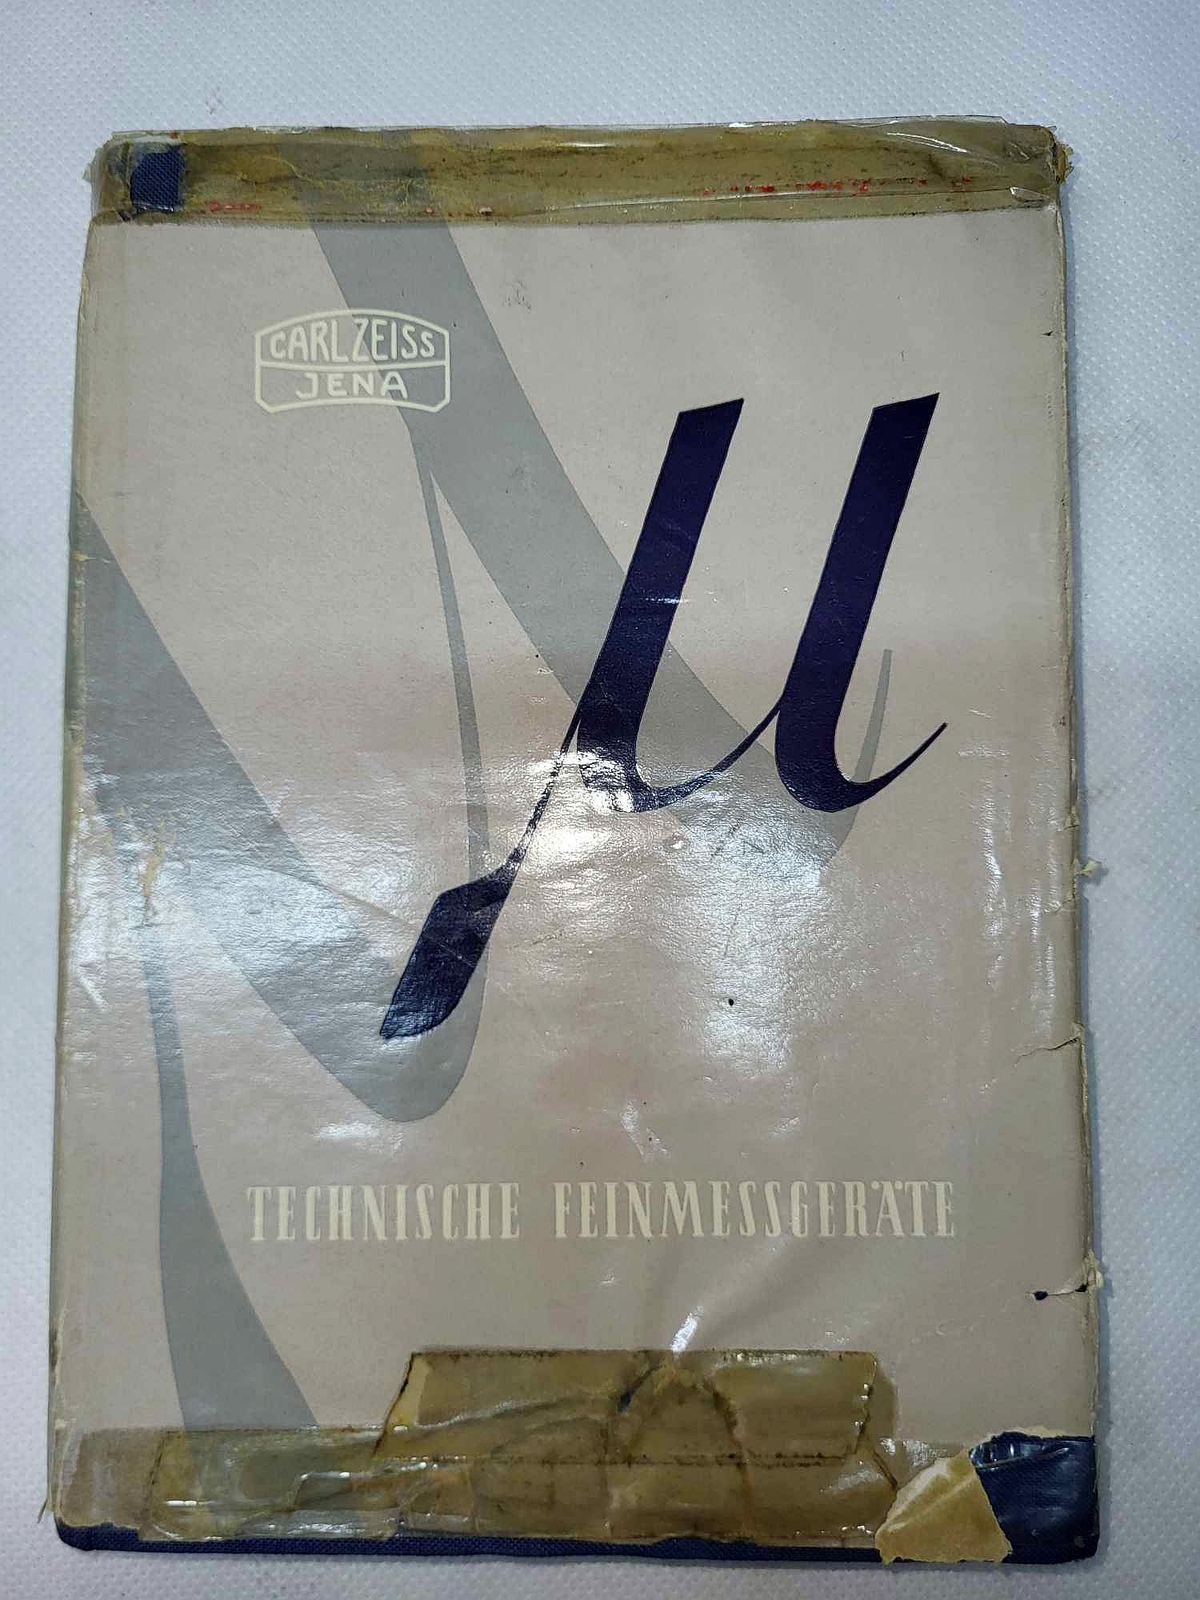 CARL ZEISS
JENA
μ
TECHNISCHE FEINMESSGERÄTE